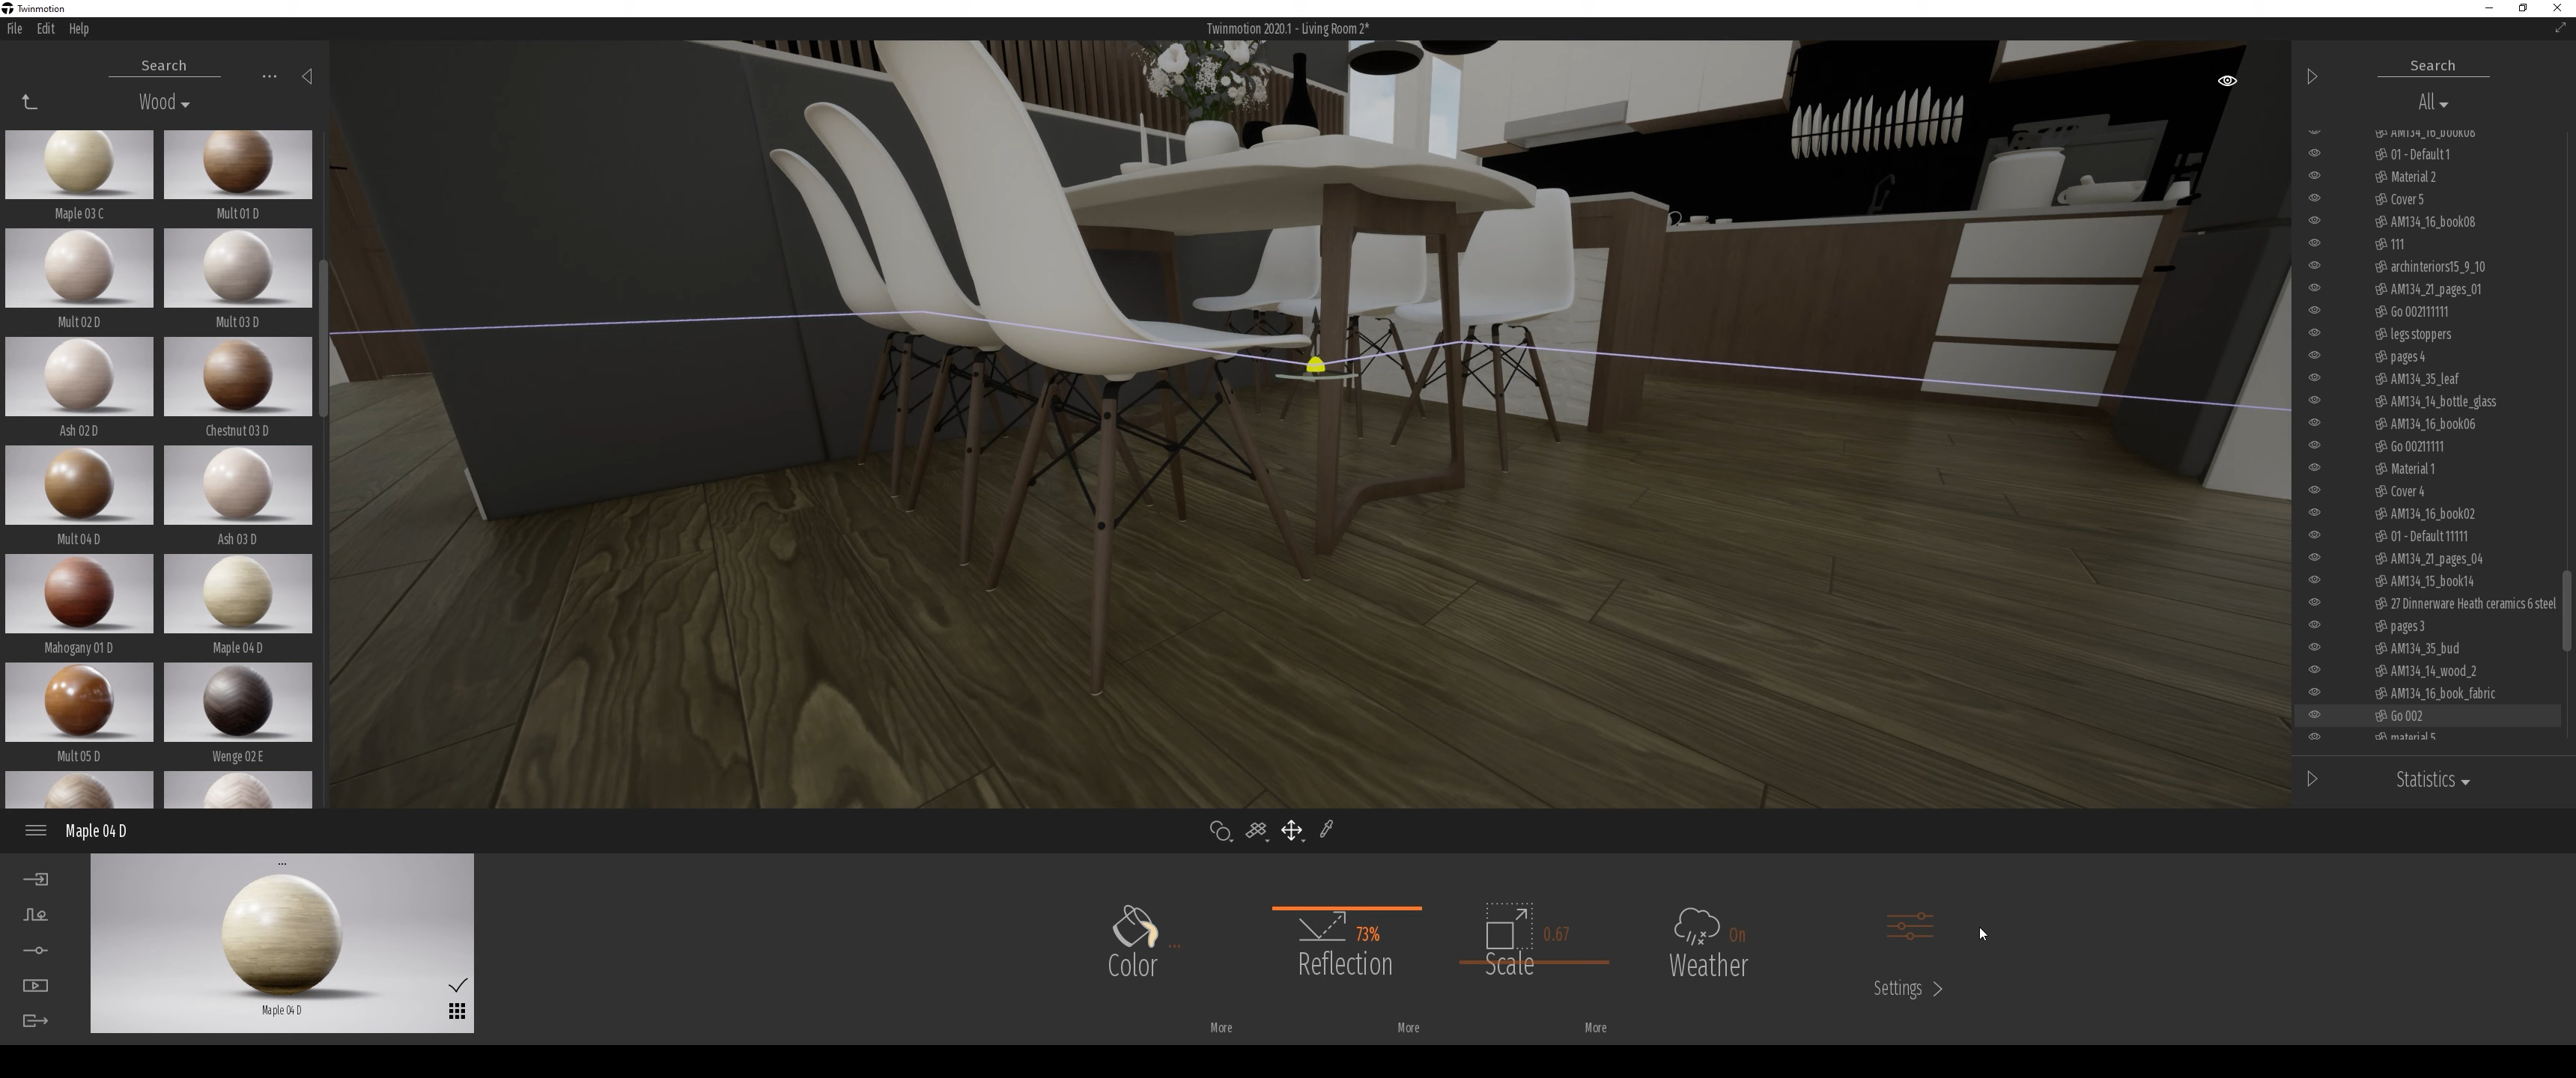 Twinmotion
File Edit Help
Twinmotion 2020.1 - Living Room 2*
Search
...
Wood
Maple 03 C
Mult 01 D
Mult 02 D
Mult 03 D
Ash 02 D
Chestnut 03 D
Mult 04 D
Ash 03 D
Mahogany 01 D
Maple 04 D
Mult 05 D
Wenge 02 E
Search
All
AM134_16_book08
01 - Default 1
Material 2
Cover 5
AM134_16_book08
111
archinteriors15_9_10
AM134_21_pages_01
Go 002111111
legs stoppers
pages 4
AM134_35_leaf
AM134_14_bottle_glass
AM134_16_book06
Go 00211111
Material 1
Cover 4
AM134_16_book02
01 - Default 11111
AM134_21_pages_04
AM134_15_book14
27 Dinnerware Heath ceramics 6 steel
pages 3
AM134_35_bud
AM134_14_wood_2
AM134_16_book_fabric
Go 002
material 5
Statistics
Maple 04 D
...
Maple 04 D
Color ...
More
73%
Reflection
More
0.67
Scale
More
On
Weather
Settings